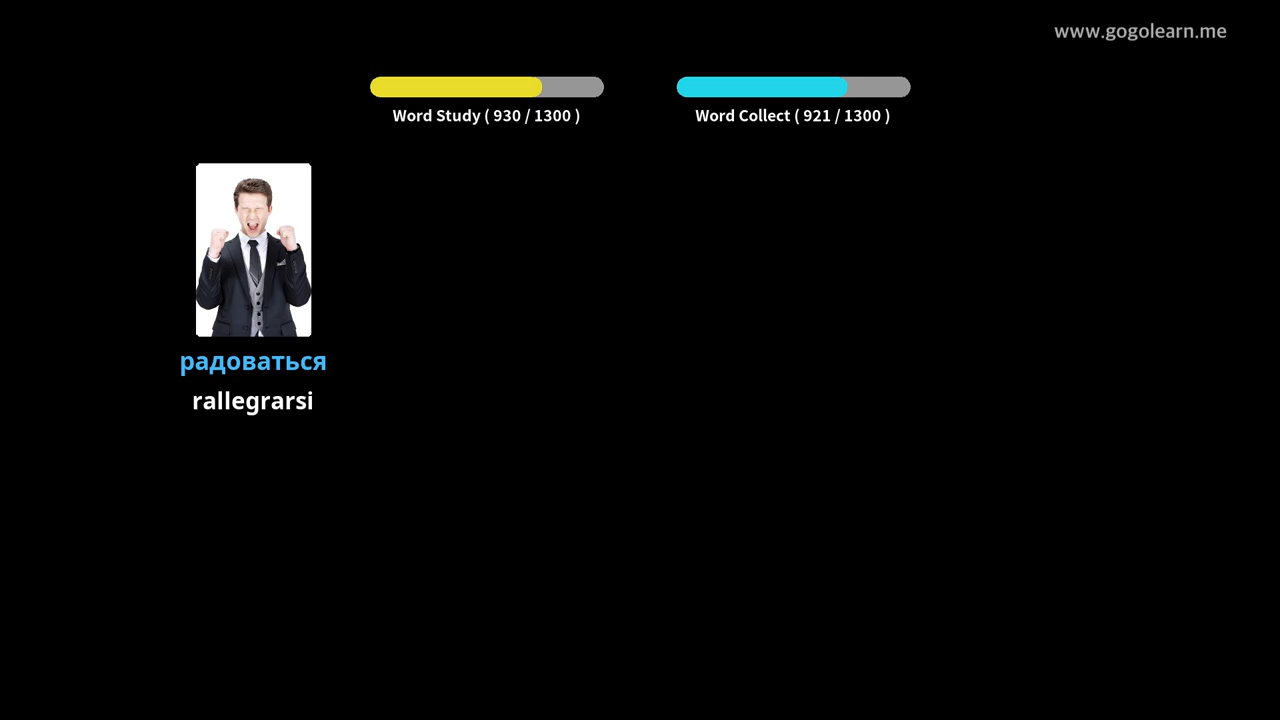 www.gogolearn.me
Word Study ( 930 / 1300 )
Word Collect ( 921 / 1300 )
радоваться
rallegrarsi